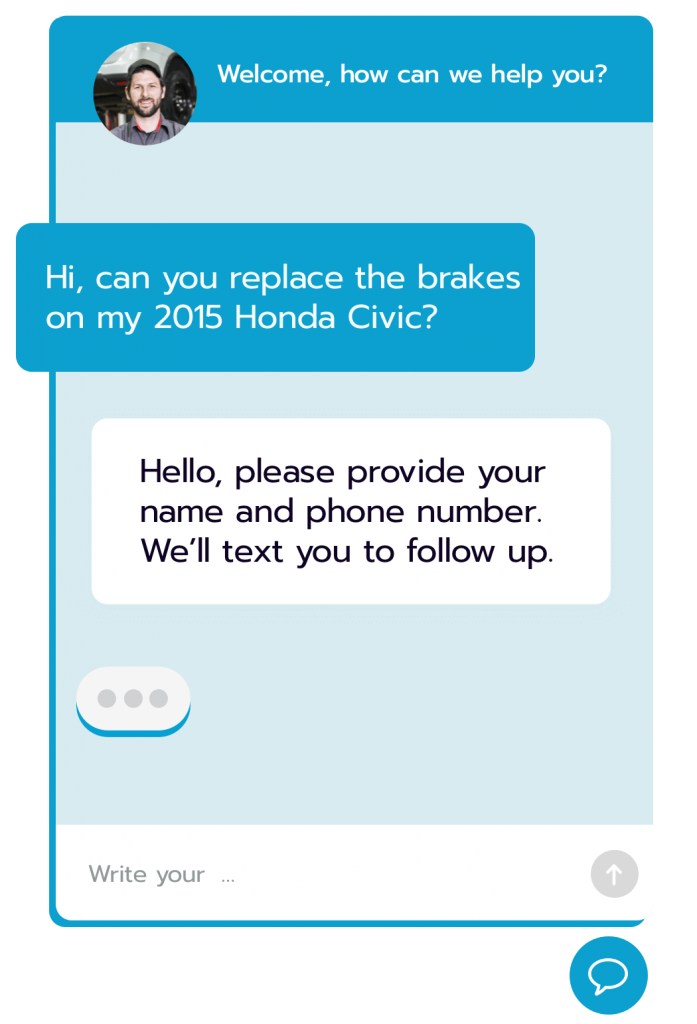 Welcome, how can we help you?
Hi, can you replace the brakes
on my 2015 Honda Civic?
Hello, please provide your
name and phone number.
We’ll text you to follow up.
Write your ...